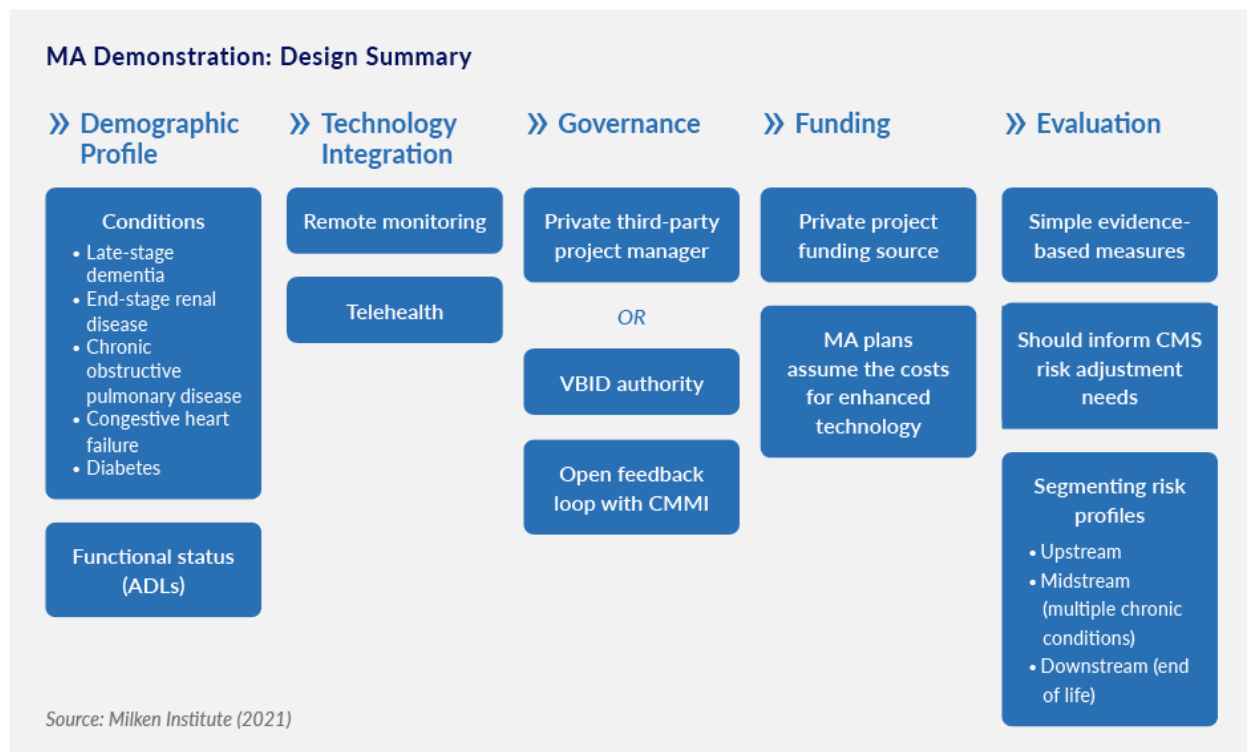 MA Demonstration: Design Summary
» Demographic
Profile
Conditions
• Late-stage
dementia
• End-stage renal
disease
• Chronic
obstructive
pulmonary disease
• Congestive heart
failure
• Diabetes
Functional status
(ADLs)
» Technology
Integration
Remote monitoring
Telehealth
» Governance
Private third-party
project manager
OR
VBID authority
Open feedback
loop with CMMI
» Funding
Private project
funding source
MA plans
assume the costs
for enhanced
technology
» Evaluation
Simple evidence-
based measures
Should inform CMS
risk adjustment
needs
Segmenting risk
profiles
• Upstream
• Midstream
(multiple chronic
conditions)
• Downstream (end
of life)
Source: Milken Institute (2021)